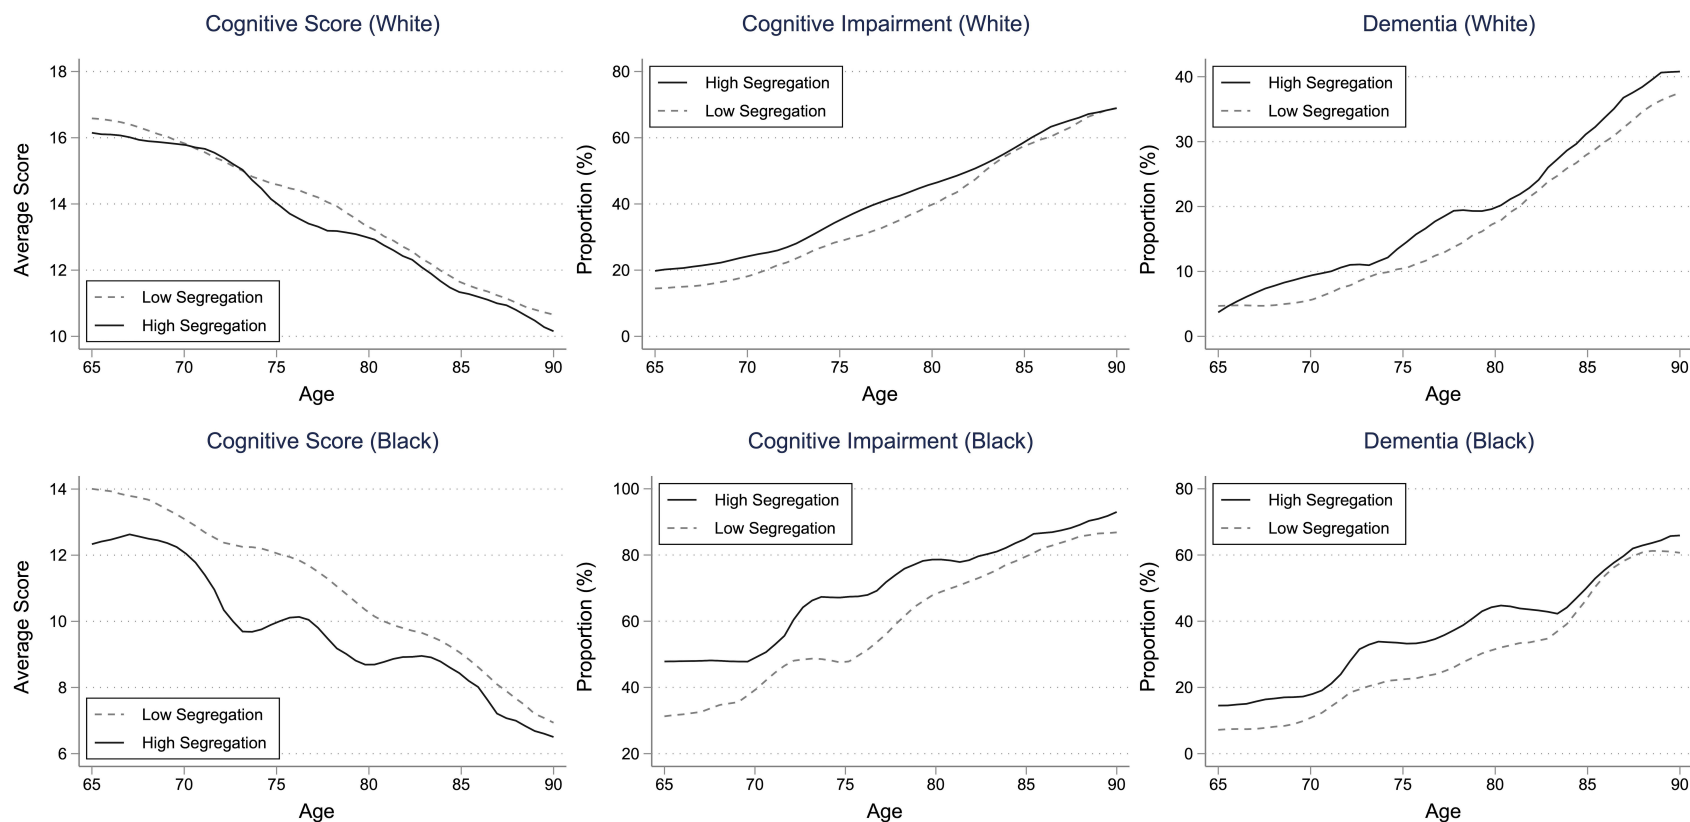 Cognitive Score (White)
Average Score
18
16
14
12
10
Low Segregation
High Segregation
65 70 75 80 85 90
Age
Cognitive Impairment (White)
Proportion (%)
80
60
40
20
0
High Segregation
Low Segregation
65 70 75 80 85 90
Age
Dementia (White)
Proportion (%)
40
30
20
10
0
High Segregation
Low Segregation
65 70 75 80 85 90
Age
Cognitive Score (Black)
Average Score
14
12
10
8
6
Low Segregation
High Segregation
65 70 75 80 85 90
Age
Cognitive Impairment (Black)
Proportion (%)
100
80
60
40
20
High Segregation
Low Segregation
65 70 75 80 85 90
Age
Dementia (Black)
Proportion (%)
80
60
40
20
0
High Segregation
Low Segregation
65 70 75 80 85 90
Age